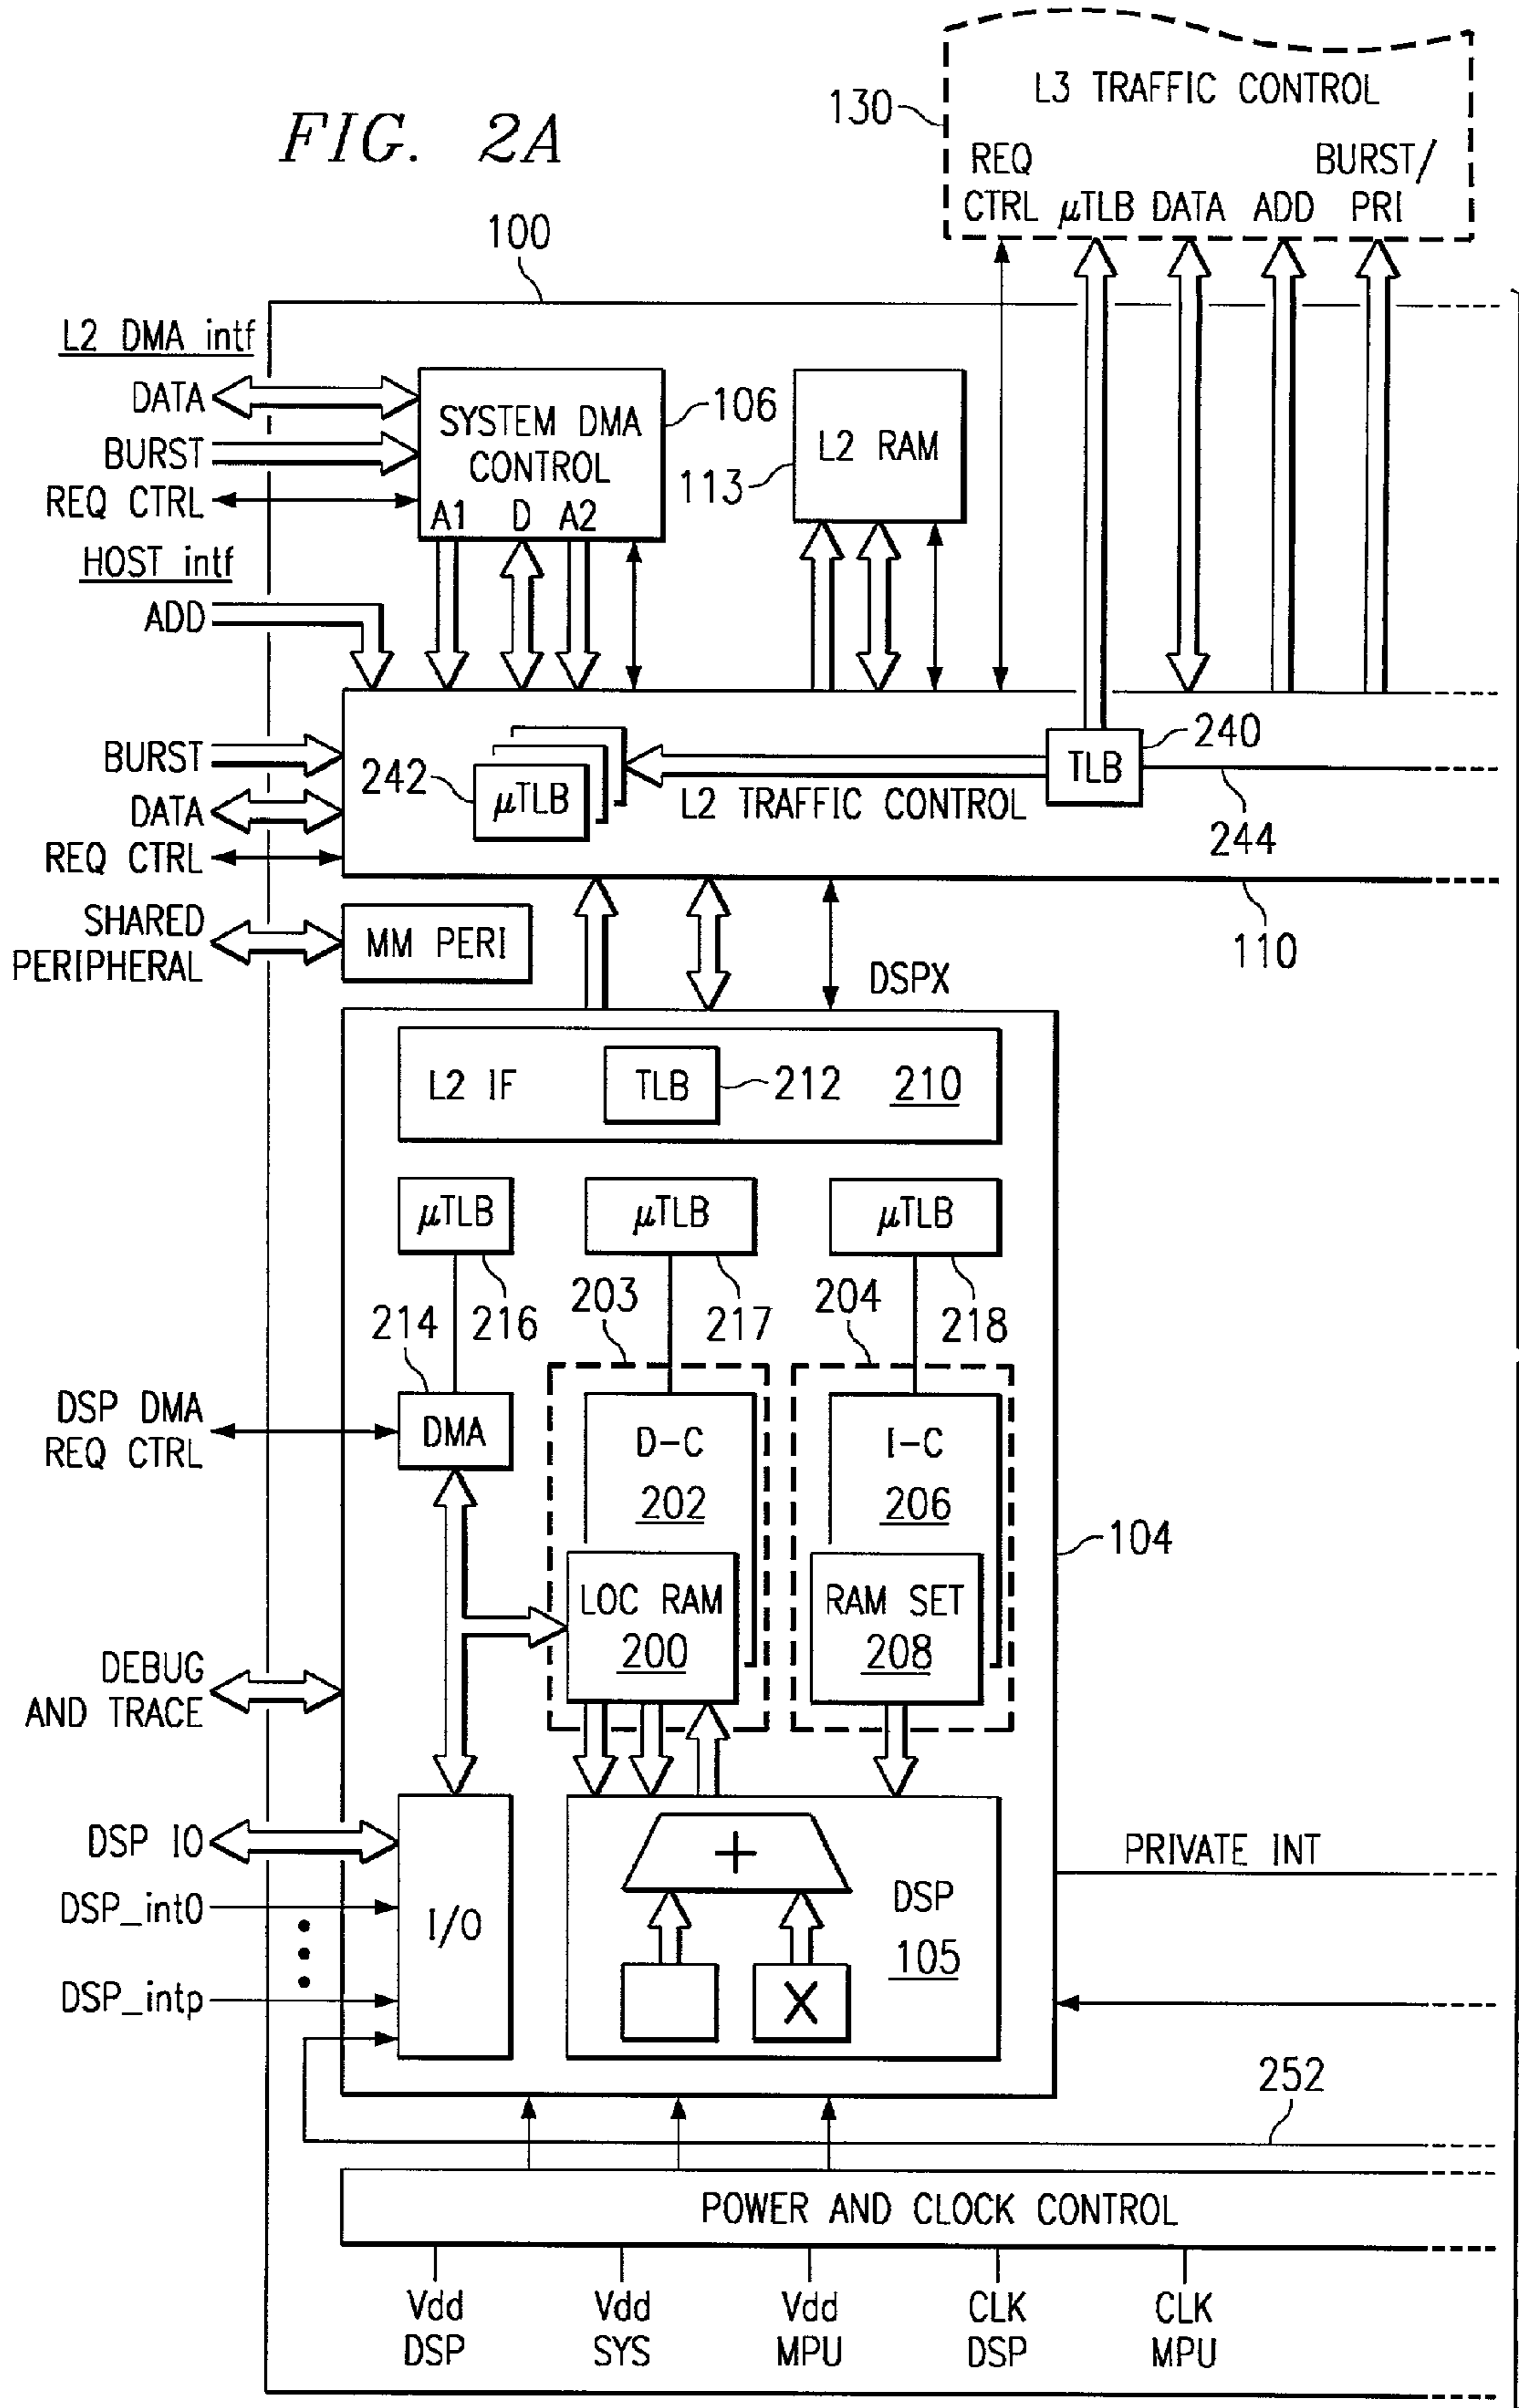 FIG. 2A
130
L3 TRAFFIC CONTROL
REQ
CTRL
μTLB
DATA
ADD
BURST/
PRI
100
L2 DMA intf
DATA
BURST
REQ CTRL
SYSTEM DMA
CONTROL
A1 D A2
106
L2 RAM
113
HOST intf
ADD
BURST
DATA
REQ CTRL
242
μTLB
L2 TRAFFIC CONTROL
TLB
240
244
110
SHARED
PERIPHERAL
MM PERI
DSPX
L2 IF
TLB
212
210
μTLB
μTLB
μTLB
214
216
203
217
204
218
DSP DMA
REQ CTRL
DMA
D-C
202
I-C
206
104
LOC RAM
200
RAM SET
208
DEBUG
AND TRACE
DSP IO
DSP_int0
DSP_intp
I/O
+
X
DSP
105
PRIVATE INT
252
POWER AND CLOCK CONTROL
Vdd
DSP
Vdd
SYS
Vdd
MPU
CLK
DSP
CLK
MPU